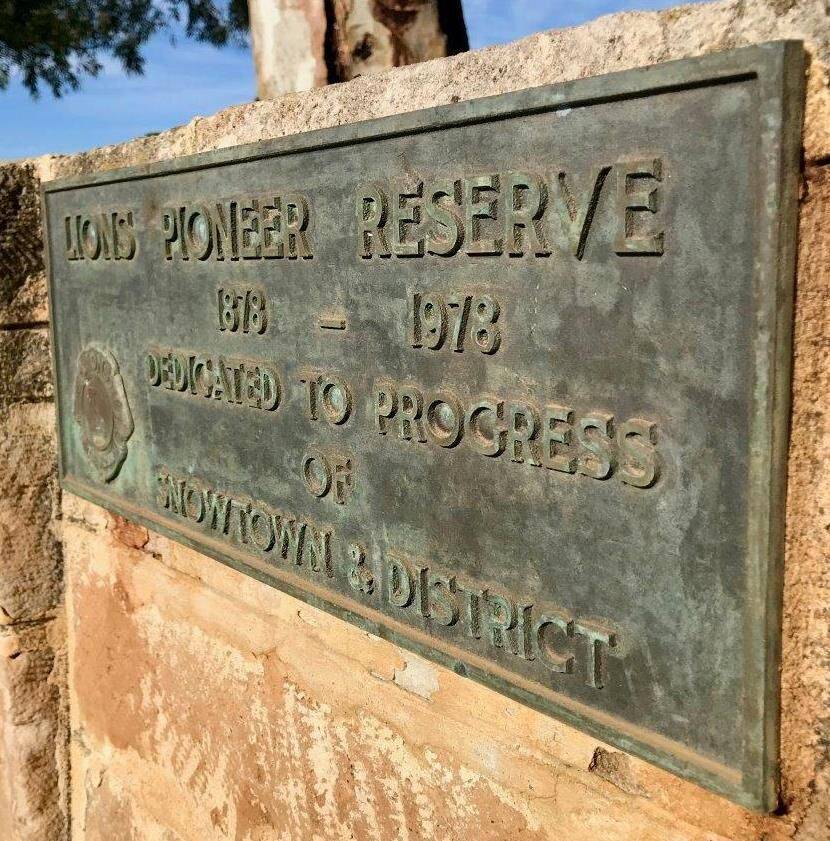 LIONS PIONEER RESERVE
1878 - 1978
DEDICATED TO PROGRESS
OF
SNOWTOWN & DISTRICT